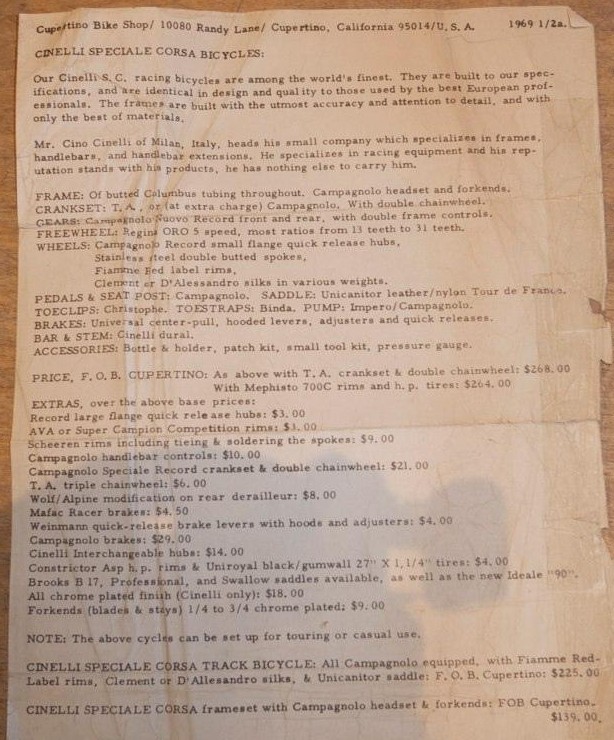 Cupertino Bike Shop/ 10080 Randy Lane/ Cupertino, California 95014/U.S.A. 1969 1/2a.
CINELLI SPECIALE CORSA BICYCLES:
Our Cinelli S.C. racing bicycles are among the world's finest. They are built to our spec-
ifications, and are identical in design and quality to those used by the best European prof-
essionals. The frames are built with the utmost accuracy and attention to detail, and with
only the best of materials.
Mr. Cino Cinelli of Milan, Italy, heads his small company which specializes in frames,
handlebars, and handlebar extensions. He specializes in racing equipment and his rep-
utation stands with his products, he has nothing else to carry him.
FRAME: Of butted Columbus tubing throughout. Campagnolo headset and forkends.
CRANKSET: T.A., or (at extra charge) Campagnolo. With double chainwheel.
GEARS: Campagnolo Nuovo Record front and rear, with double frame controls.
FREEWHEEL: Regina ORO 5 speed, most ratios from 13 teeth to 31 teeth.
WHEELS: Campagnolo Record small flange quick release hubs,
Stainless steel double butted spokes,
Fiamme Red label rims,
Clement or D'Alessandro silks in various weights.
PEDALS & SEAT POST: Campagnolo. SADDLE: Unicanitor leather/nylon Tour de France.
TOECLIPS: Christophe. TOESTRAPS: Binda. PUMP: Impero/Campagnolo.
BRAKES: Universal center-pull, hooded levers, adjusters and quick releases.
BAR & STEM: Cinelli dural.
ACCESSORIES: Bottle & holder, patch kit, small tool kit, pressure gauge.
PRICE, F.O.B. CUPERTINO: As above with T.A. crankset & double chainwheel: $268.00
With Mephisto 700C rims and h.p. tires: $264.00
EXTRAS, over the above base prices:
Record large flange quick release hubs: $3.00
AVA or Super Campion Competition rims: $3.00
Scheeren rims including tieing & soldering the spokes: $9.00
Campagnolo handlebar controls: $10.00
Campagnolo Speciale Record crankset & double chainwheel: $21.00
T.A. triple chainwheel: $6.00
Wolf/Alpine modification on rear derailleur: $8.00
Mafac Racer brakes: $4.50
Weinmann quick-release brake levers with hoods and adjusters: $4.00
Campagnolo brakes: $29.00
Cinelli Interchangeable hubs: $14.00
Constrictor Asp h.p. rims & Uniroyal black/gumwall 27" X 1,1/4" tires: $4.00
Brooks B 17, Professional, and Swallow saddles available, as well as the new Ideale "90".
All chrome plated finish (Cinelli only): $18.00
Forkends (blades & stays) 1/4 to 3/4 chrome plated: $9.00
NOTE: The above cycles can be set up for touring or casual use.
CINELLI SPECIALE CORSA TRACK BICYCLE: All Campagnolo equipped, with Fiamme Red-
Label rims, Clement or D'Allesandro silks, & Unicanitor saddle: F.O.B. Cupertino: $225.00
CINELLI SPECIALE CORSA frameset with Campagnolo headset & forkends: FOB Cupertino.
$139.00.